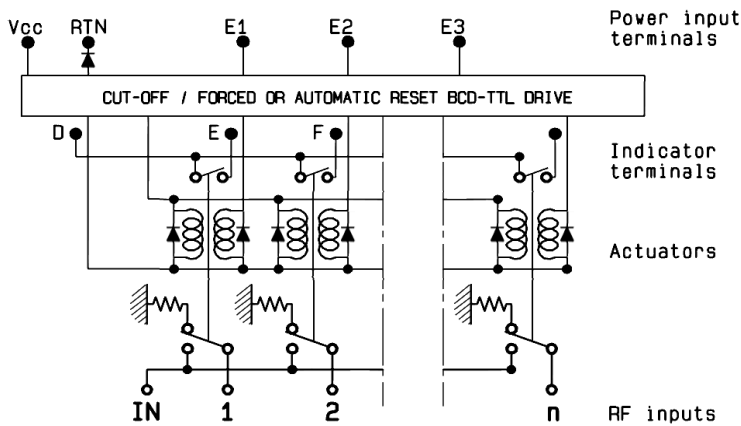 Vcc RTN E1 E2 E3 Power input
terminals
CUT-OFF / FORCED OR AUTOMATIC RESET BCD-TTL DRIVE
D E F Indicator
terminals
Actuators
IN 1 2 n RF inputs